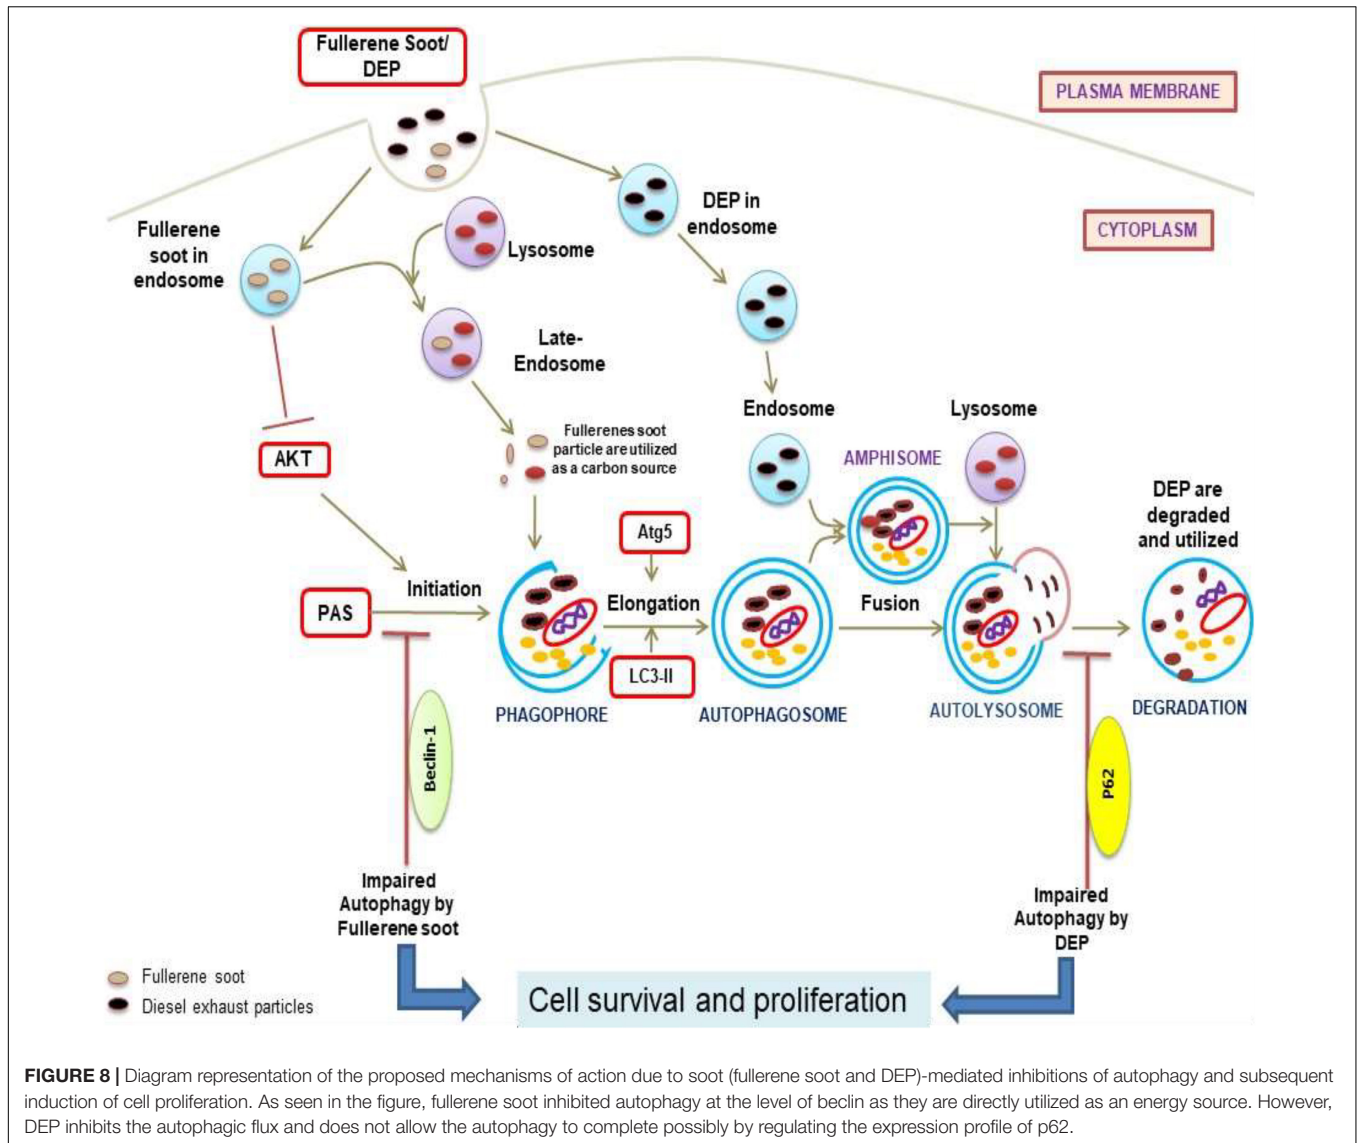 Fullerene Soot/
DEP
PLASMA MEMBRANE
CYTOPLASM
Fullerene
soot in
endosome
Lysosome
DEP in
endosome
Late-
Endosome
Endosome
Lysosome
AKT
Fullerenes soot
particle are utilized
as a carbon source
AMPHISOME
DEP are
degraded
and utilized
Atg5
PAS
Initiation
Elongation
Fusion
LC3-II
PHAGOPHORE
AUTOPHAGOSOME
AUTOLYSOSOME
DEGRADATION
Beclin-1
P62
Impaired
Autophagy by
Fullerene soot
Impaired
Autophagy by
DEP
Fullerene soot
Diesel exhaust particles
Cell survival and proliferation
FIGURE 8 | Diagram representation of the proposed mechanisms of action due to soot (fullerene soot and DEP)-mediated inhibitions of autophagy and subsequent
induction of cell proliferation. As seen in the figure, fullerene soot inhibited autophagy at the level of beclin as they are directly utilized as an energy source. However,
DEP inhibits the autophagic flux and does not allow the autophagy to complete possibly by regulating the expression profile of p62.